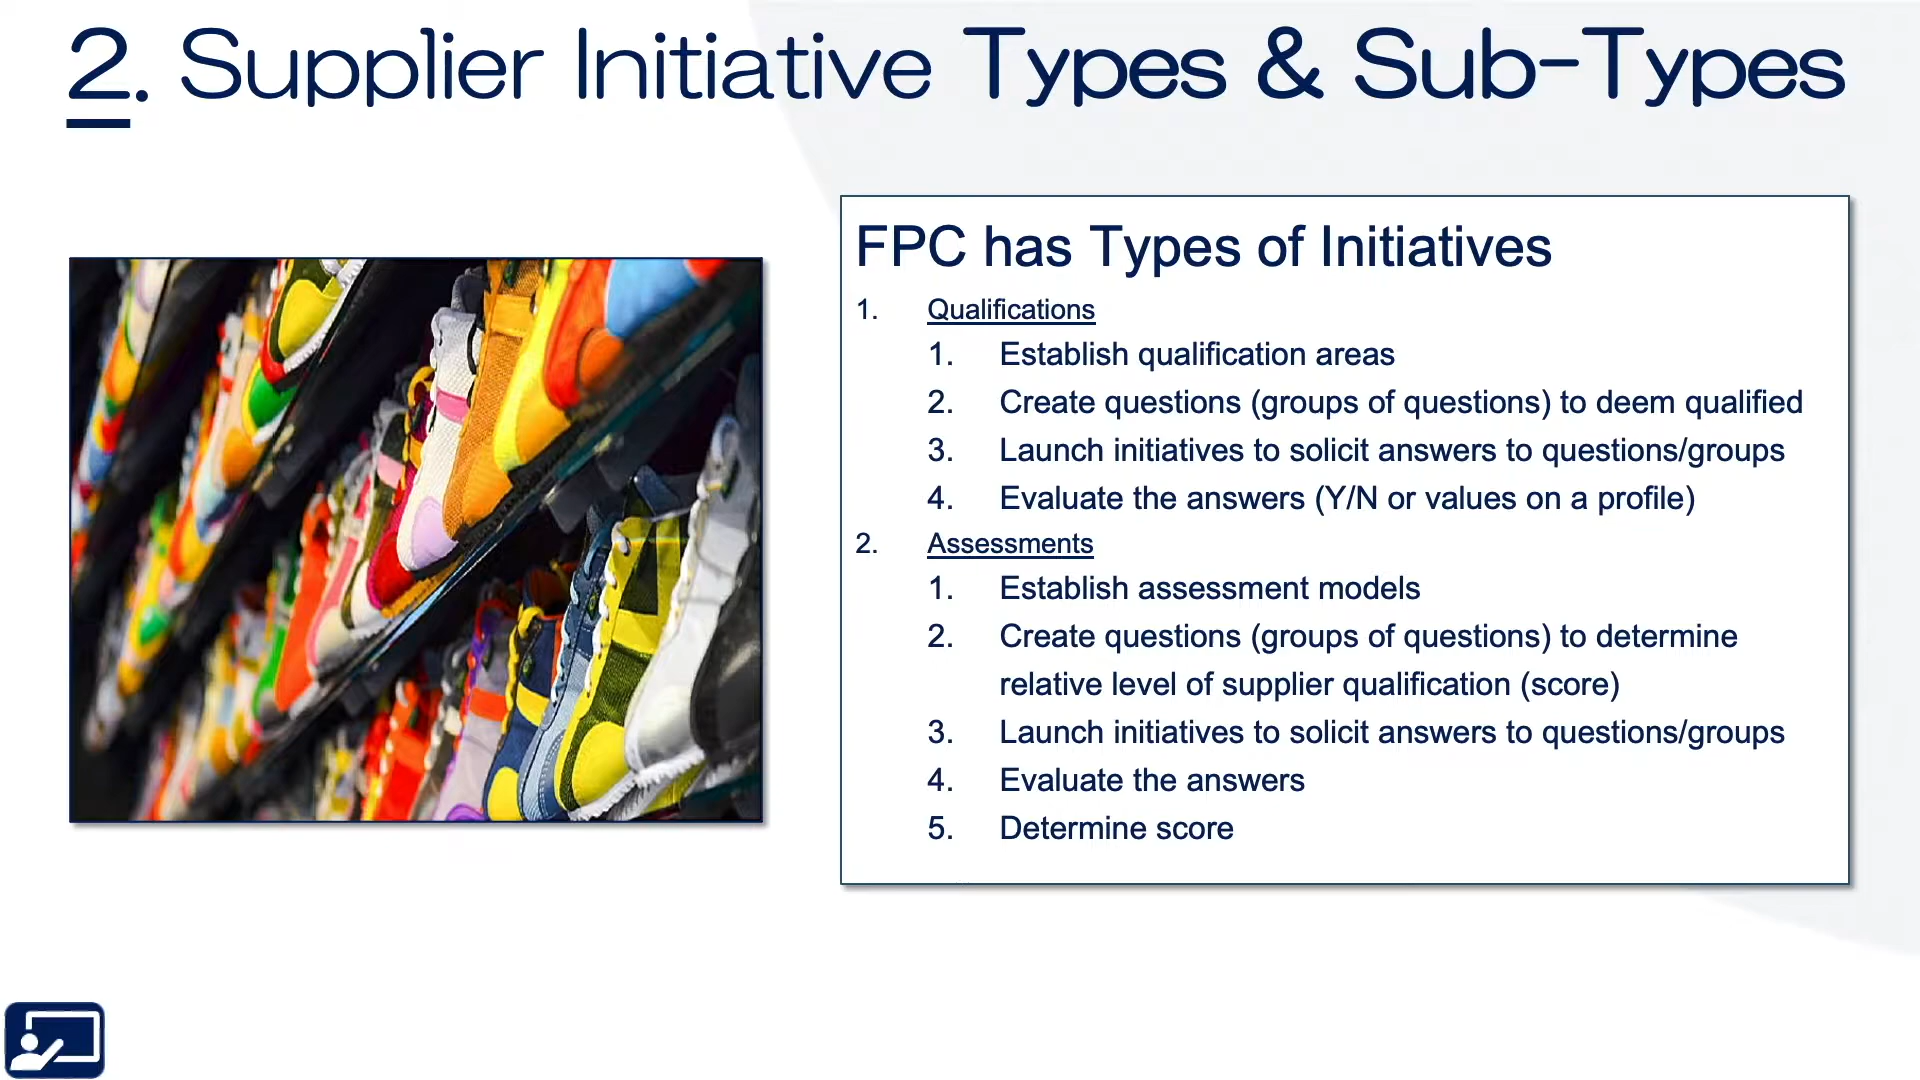 2. Supplier Initiative Types & Sub-Types
FPC has Types of Initiatives
1. Qualifications
1. Establish qualification areas
2. Create questions (groups of questions) to deem qualified
3. Launch initiatives to solicit answers to questions/groups
4. Evaluate the answers (Y/N or values on a profile)
2. Assessments
1. Establish assessment models
2. Create questions (groups of questions) to determine
relative level of supplier qualification (score)
3. Launch initiatives to solicit answers to questions/groups
4. Evaluate the answers
5. Determine score